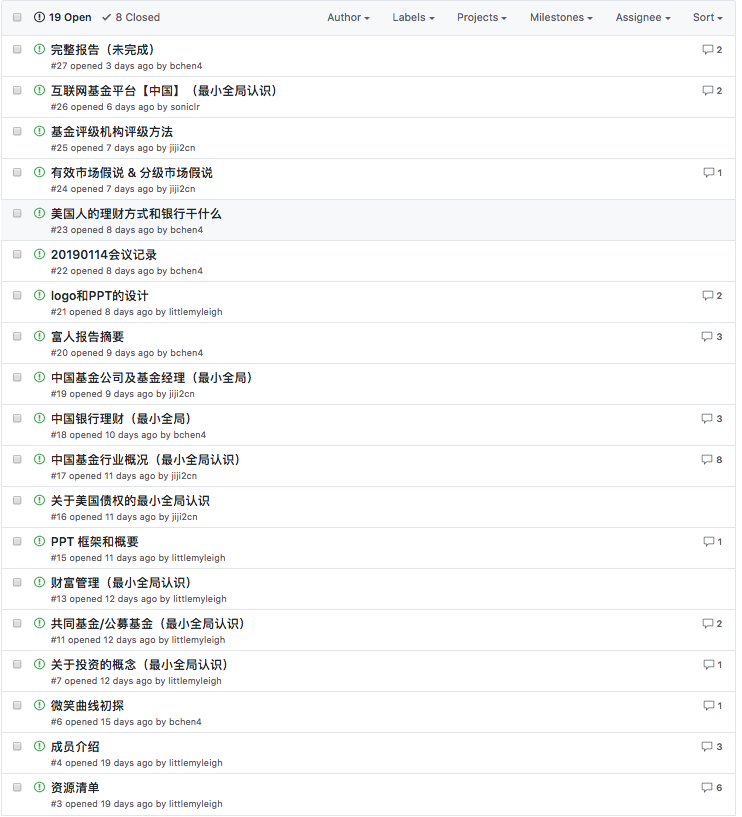 19 Open 8 Closed Author Labels Projects Milestones Assignee Sort
完整报告（未完成） 2
#27 opened 3 days ago by bchen4
互联网基金平台【中国】（最小全局认识） 2
#26 opened 6 days ago by soniclr
基金评级机构评级方法
#25 opened 7 days ago by jiji2cn
有效市场假说 & 分级市场假说 1
#24 opened 7 days ago by jiji2cn
美国人的理财方式和银行干什么
#23 opened 8 days ago by bchen4
20190114会议记录
#22 opened 8 days ago by bchen4
logo和PPT的设计 2
#21 opened 8 days ago by littlemyleigh
富人报告摘要 3
#20 opened 9 days ago by bchen4
中国基金公司及基金经理（最小全局）
#19 opened 9 days ago by jiji2cn
中国银行理财（最小全局） 3
#18 opened 10 days ago by bchen4
中国基金行业概况（最小全局认识） 8
#17 opened 11 days ago by jiji2cn
关于美国债权的最小全局认识
#16 opened 11 days ago by jiji2cn
PPT 框架和概要 1
#15 opened 11 days ago by littlemyleigh
财富管理（最小全局认识）
#13 opened 12 days ago by littlemyleigh
共同基金/公募基金（最小全局认识） 2
#11 opened 12 days ago by littlemyleigh
关于投资的概念（最小全局认识） 1
#7 opened 12 days ago by littlemyleigh
微笑曲线初探 1
#6 opened 15 days ago by bchen4
成员介绍 3
#4 opened 19 days ago by littlemyleigh
资源清单 6
#3 opened 19 days ago by littlemyleigh